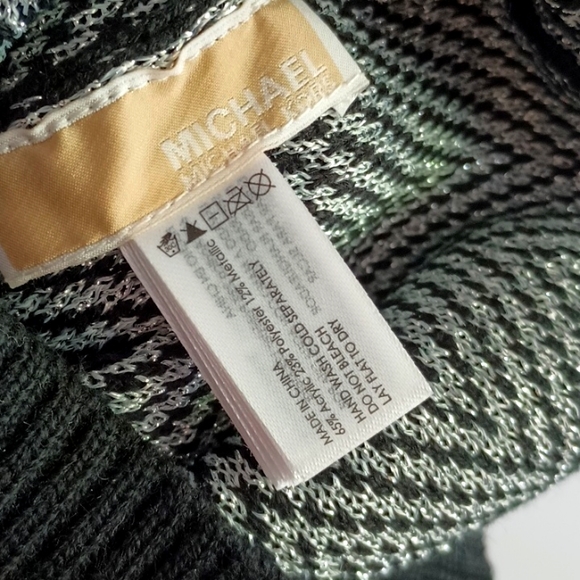 MICHAEL
MICHAEL KORS
MADE IN CHINA
65% Acrylic 23% Polyester 12% Metallic
HAND WASH COLD SEPARATELY
DO NOT BLEACH
LAY FLAT TO DRY